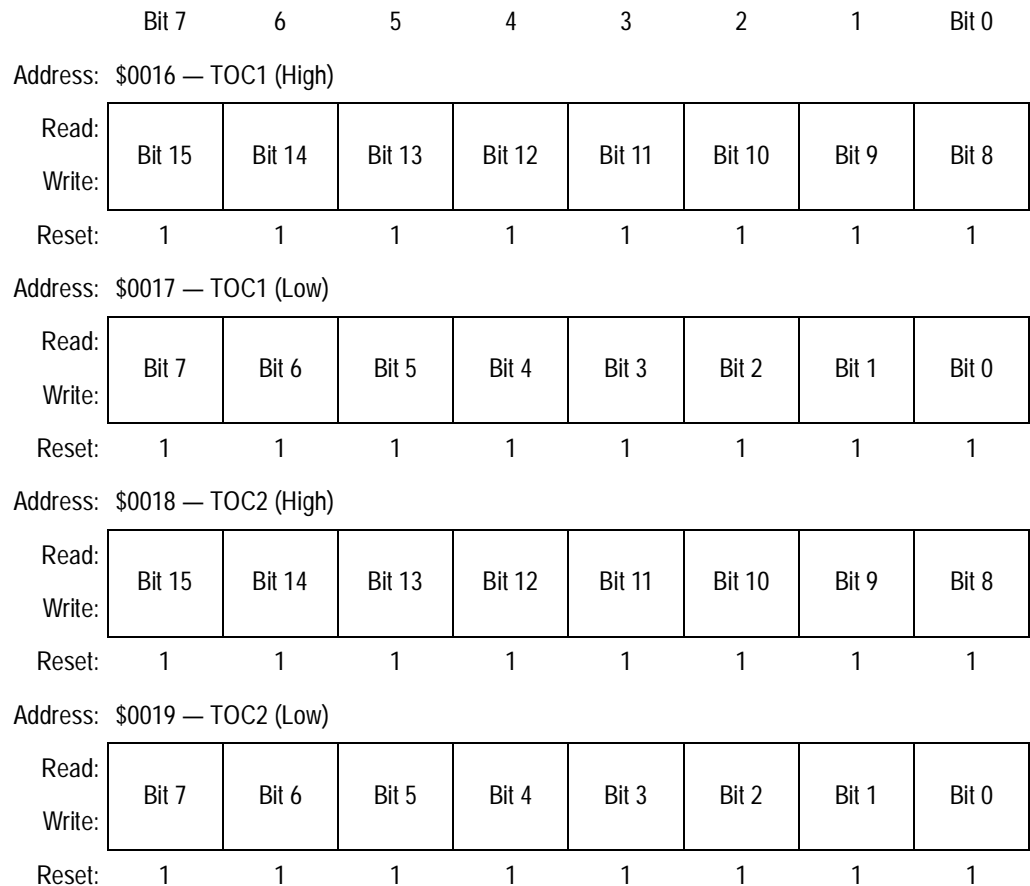 Bit 7 6 5 4 3 2 1 Bit 0
Address: $0016 — TOC1 (High)
Read:
Bit 15 Bit 14 Bit 13 Bit 12 Bit 11 Bit 10 Bit 9 Bit 8
Write:
Reset: 1 1 1 1 1 1 1 1
Address: $0017 — TOC1 (Low)
Read:
Bit 7 Bit 6 Bit 5 Bit 4 Bit 3 Bit 2 Bit 1 Bit 0
Write:
Reset: 1 1 1 1 1 1 1 1
Address: $0018 — TOC2 (High)
Read:
Bit 15 Bit 14 Bit 13 Bit 12 Bit 11 Bit 10 Bit 9 Bit 8
Write:
Reset: 1 1 1 1 1 1 1 1
Address: $0019 — TOC2 (Low)
Read:
Bit 7 Bit 6 Bit 5 Bit 4 Bit 3 Bit 2 Bit 1 Bit 0
Write:
Reset: 1 1 1 1 1 1 1 1